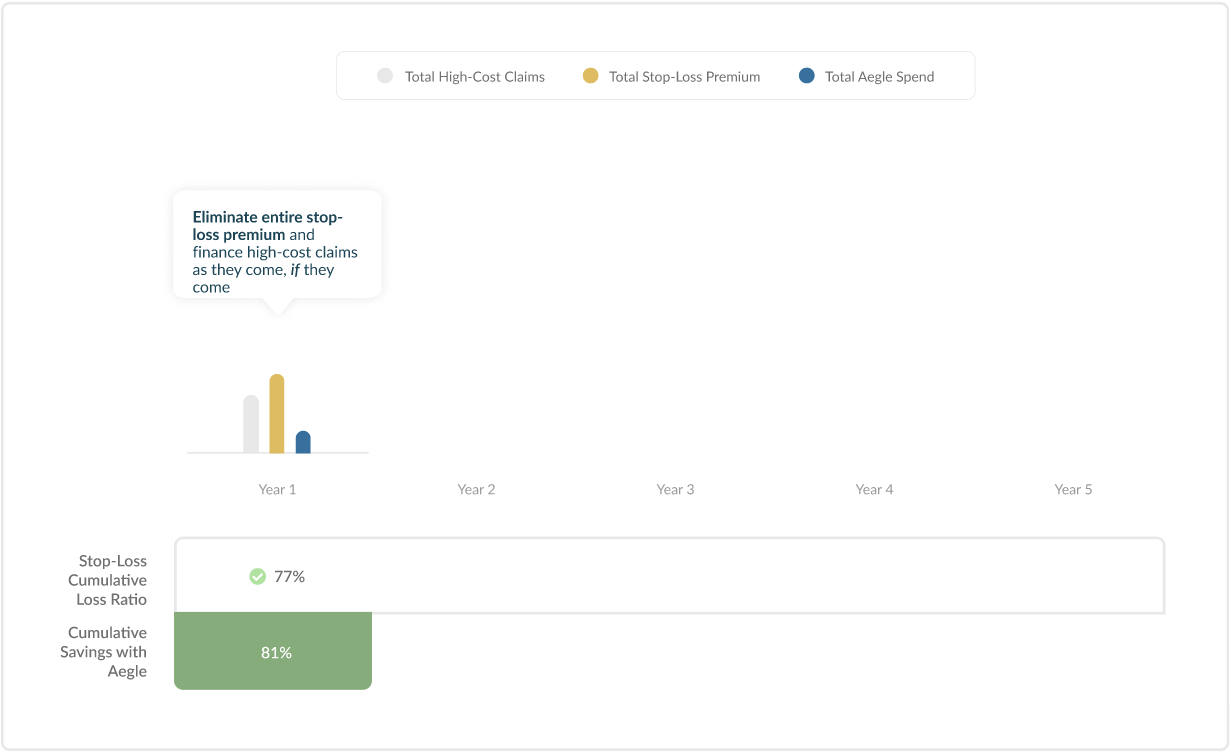 Total High-Cost Claims
Total Stop-Loss Premium
Total Aegle Spend
Eliminate entire stop-
loss premium and
finance high-cost claims
as they come, if they
come
Year 1
Year 2
Year 3
Year 4
Year 5
Stop-Loss
Cumulative
Loss Ratio
77%
Cumulative
Savings with
Aegle
81%